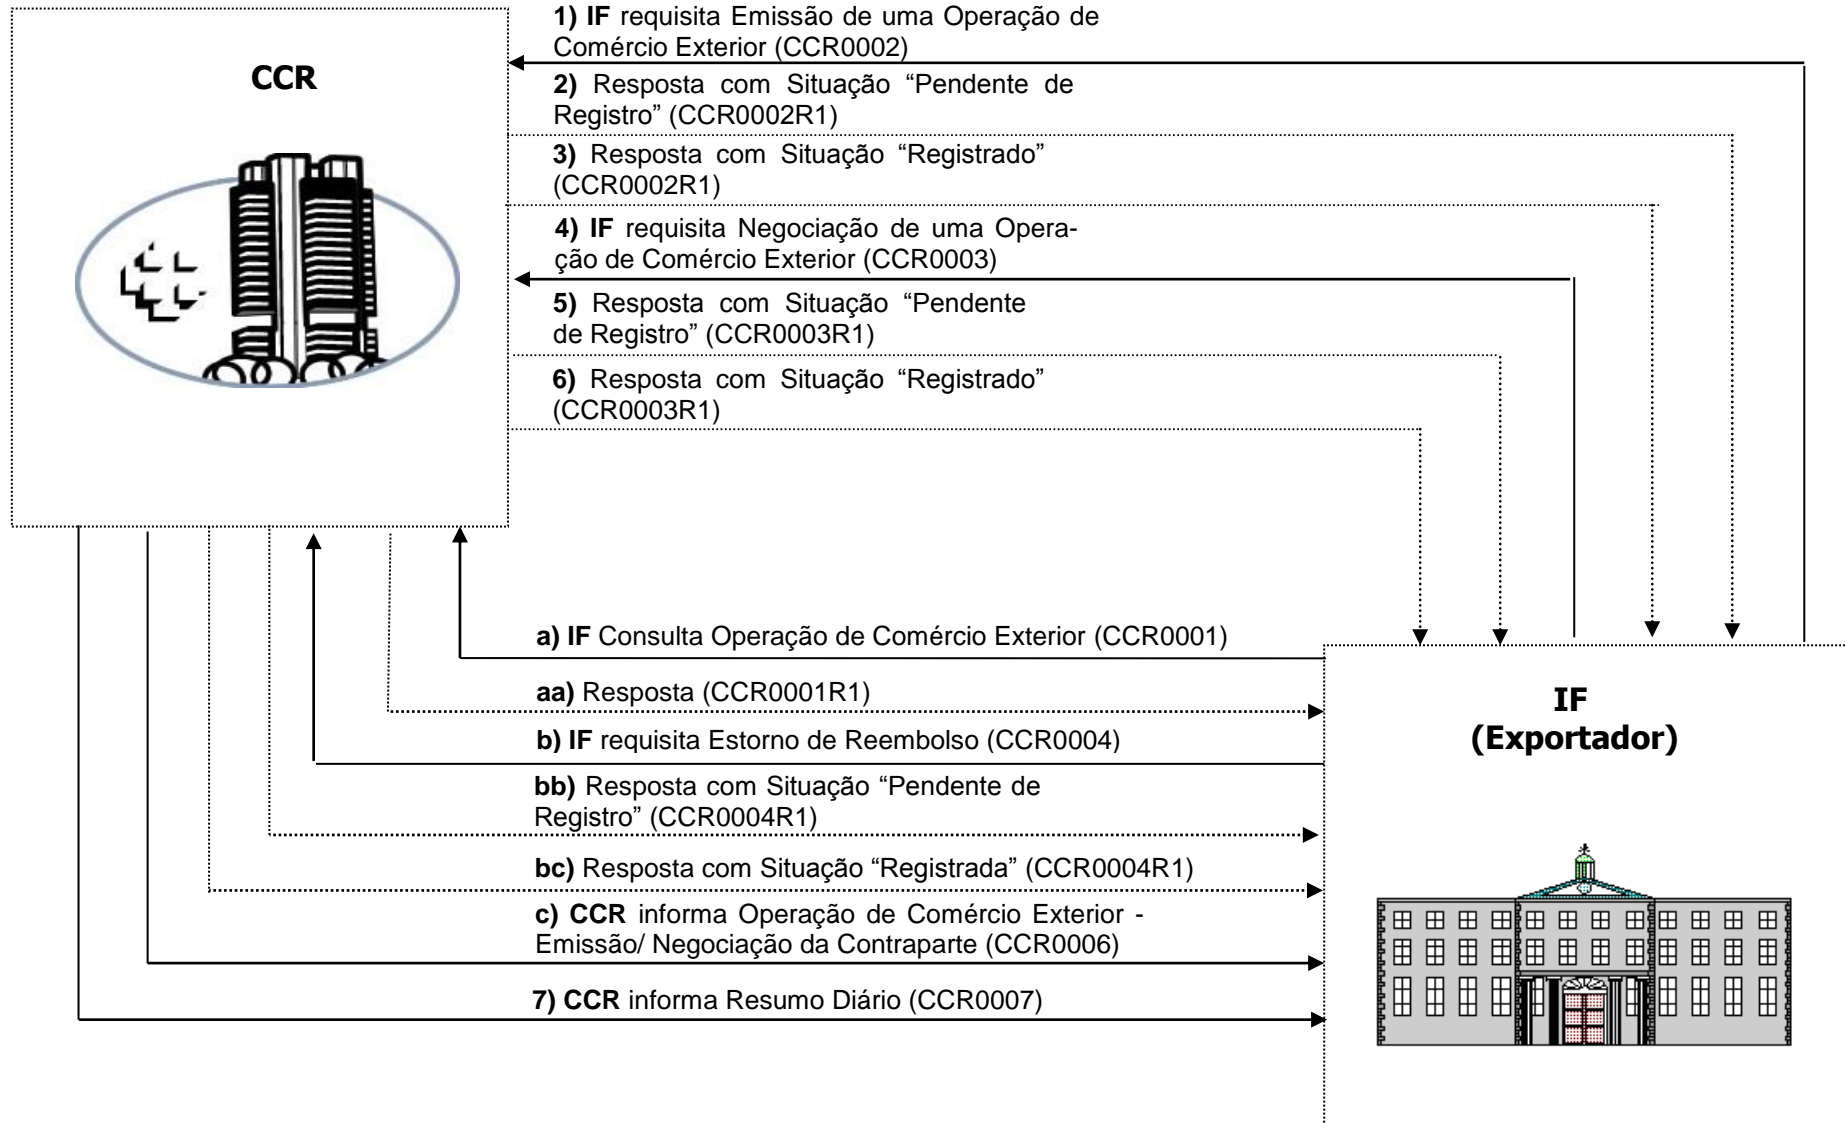 1) IF requisita Emissão de uma Operação de
Comércio Exterior (CCR0002)
CCR
2) Resposta com Situação “Pendente de
Registro” (CCR0002R1)
3) Resposta com Situação “Registrado”
(CCR0002R1)
4) IF requisita Negociação de uma Opera-
ção de Comércio Exterior (CCR0003)
5) Resposta com Situação “Pendente
de Registro” (CCR0003R1)
6) Resposta com Situação “Registrado”
(CCR0003R1)
a) IF Consulta Operação de Comércio Exterior (CCR0001)
aa) Resposta (CCR0001R1)
IF
(Exportador)
b) IF requisita Estorno de Reembolso (CCR0004)
bb) Resposta com Situação “Pendente de
Registro” (CCR0004R1)
bc) Resposta com Situação “Registrada” (CCR0004R1)
c) CCR informa Operação de Comércio Exterior -
Emissão/ Negociação da Contraparte (CCR0006)
7) CCR informa Resumo Diário (CCR0007)